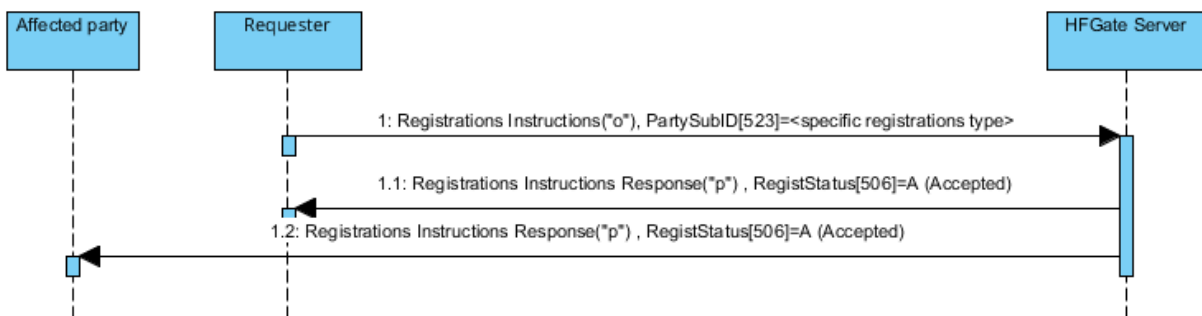 Affected party
Requester
HFGate Server
1: Registrations Instructions("o"), PartySubID[523]=<specific registrations type>
1.1: Registrations Instructions Response("p") , RegistStatus[506]=A (Accepted)
1.2: Registrations Instructions Response("p") , RegistStatus[506]=A (Accepted)